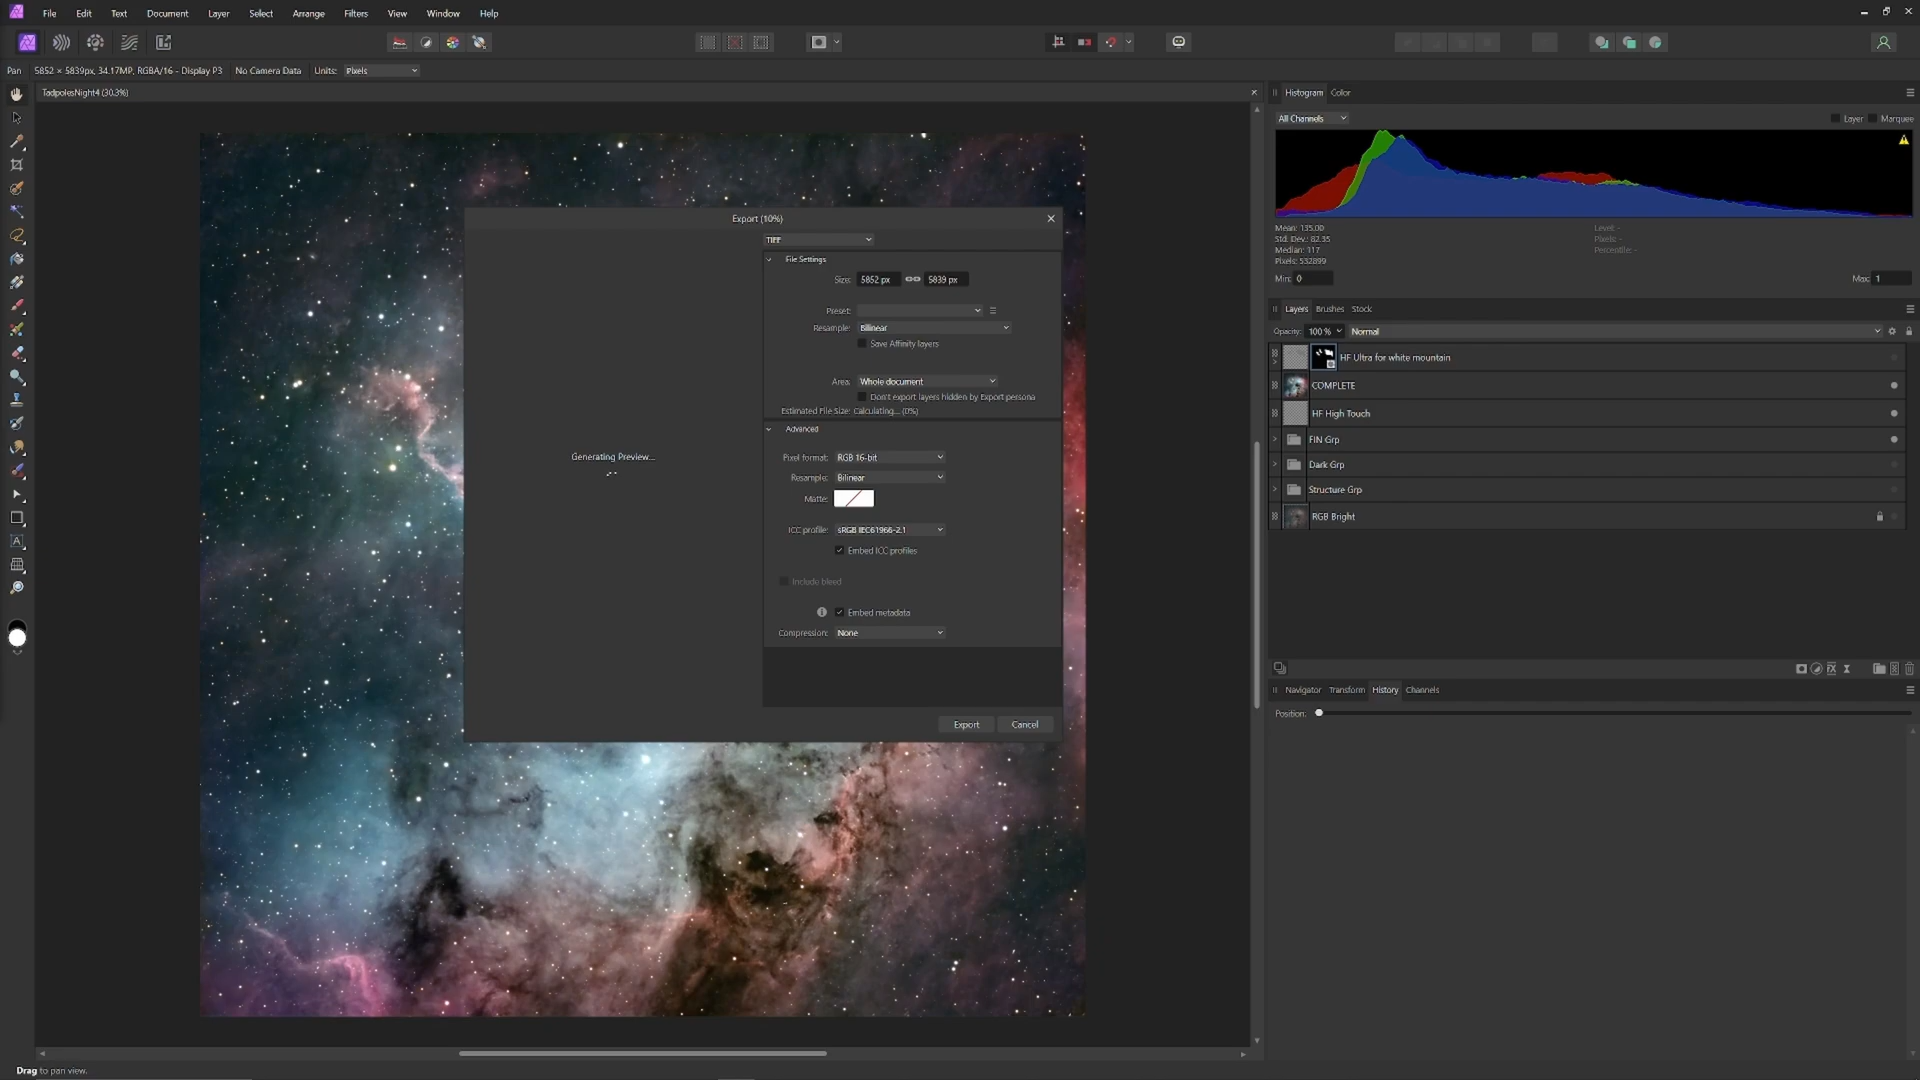 File Edit Text Document Layer Select Arrange Filters View Window Help
Pan 5852 × 5839px, 34.17MP, RGBA/16 - Display P3 No Camera Data Units: Pixels
TadpolesNight4 (30.3%)
Histogram Color
All Channels Layer Marquee
Mean: 135.00 Level: -
Std. Dev.: 82.35 Pixels: -
Median: 117 Percentile: -
Pixels: 532899
Min: 0 Max: 1
Layers Brushes Stock
Opacity: 100 % Normal
HF Ultra for white mountain
COMPLETE
HF High Touch
FIN Grp
Dark Grp
Structure Grp
RGB Bright
Navigator Transform History Channels
Position:
Export (10%)
TIFF
File Settings
Size: 5852 px 5839 px
Preset:
Resample: Bilinear
Save Affinity layers
Area: Whole document
Don't export layers hidden by Export persona
Estimated File Size: Calculating... (0%)
Advanced
Generating Preview...
Pixel format: RGB 16-bit
Resample: Bilinear
Matte:
ICC profile: sRGB IEC61966-2.1
Embed ICC profiles
Include bleed
Embed metadata
Compression: None
Export Cancel
Drag to pan view.